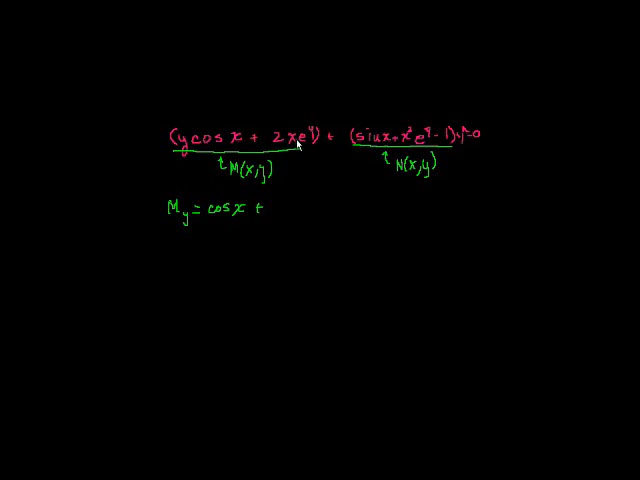 (y cos x + 2xe^y) + (sin x + x²e^y - 1)y' = 0
↑ M(x,y) ↑ N(x,y)
M_y = cos x +